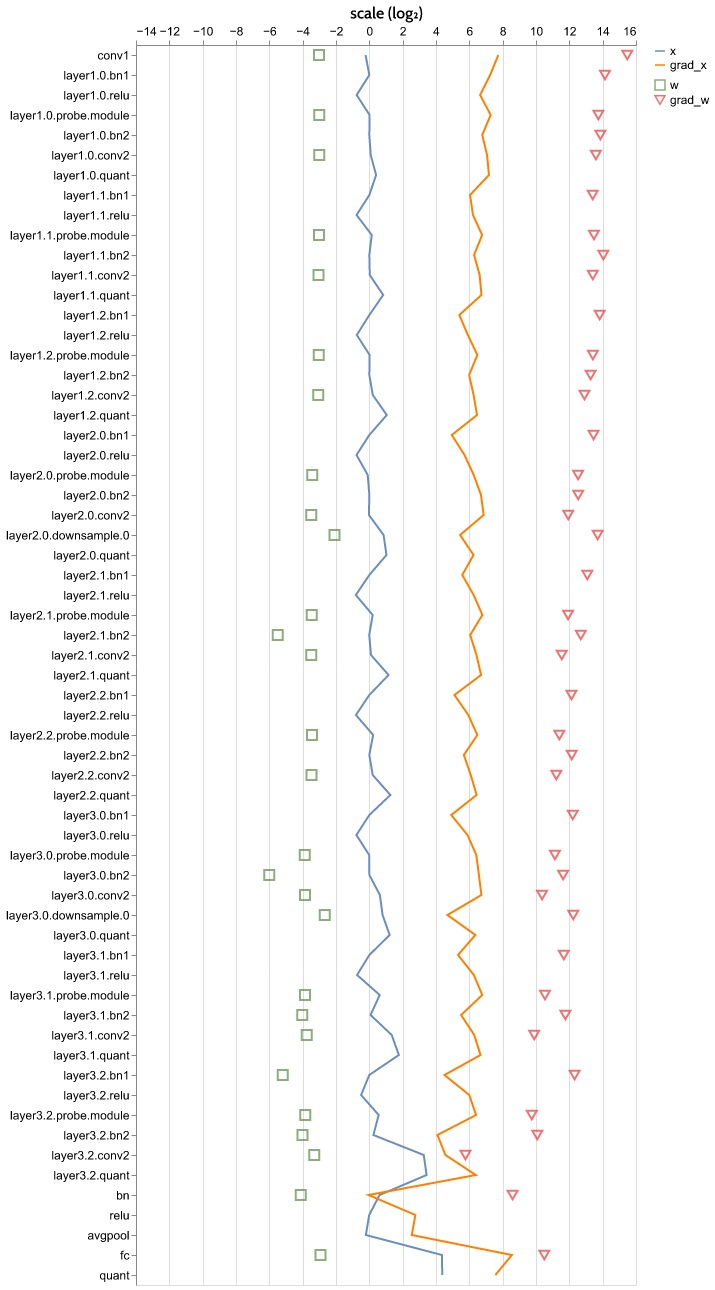 scale (log₂)
−14 −12 −10 −8 −6 −4 −2 0 2 4 6 8 10 12 14 16
x
grad_x
w
grad_w
conv1
layer1.0.bn1
layer1.0.relu
layer1.0.probe.module
layer1.0.bn2
layer1.0.conv2
layer1.0.quant
layer1.1.bn1
layer1.1.relu
layer1.1.probe.module
layer1.1.bn2
layer1.1.conv2
layer1.1.quant
layer1.2.bn1
layer1.2.relu
layer1.2.probe.module
layer1.2.bn2
layer1.2.conv2
layer1.2.quant
layer2.0.bn1
layer2.0.relu
layer2.0.probe.module
layer2.0.bn2
layer2.0.conv2
layer2.0.downsample.0
layer2.0.quant
layer2.1.bn1
layer2.1.relu
layer2.1.probe.module
layer2.1.bn2
layer2.1.conv2
layer2.1.quant
layer2.2.bn1
layer2.2.relu
layer2.2.probe.module
layer2.2.bn2
layer2.2.conv2
layer2.2.quant
layer3.0.bn1
layer3.0.relu
layer3.0.probe.module
layer3.0.bn2
layer3.0.conv2
layer3.0.downsample.0
layer3.0.quant
layer3.1.bn1
layer3.1.relu
layer3.1.probe.module
layer3.1.bn2
layer3.1.conv2
layer3.1.quant
layer3.2.bn1
layer3.2.relu
layer3.2.probe.module
layer3.2.bn2
layer3.2.conv2
layer3.2.quant
bn
relu
avgpool
fc
quant